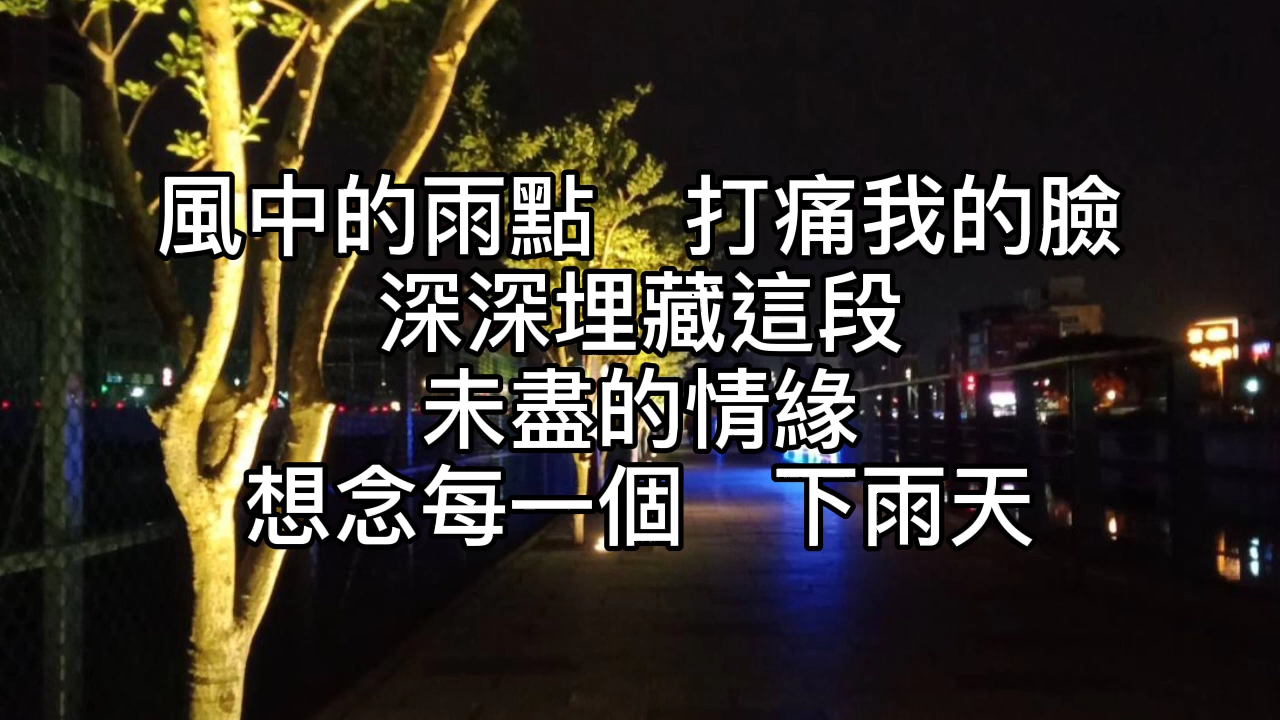 風中的雨點　打痛我的臉
深深埋藏這段
未盡的情緣
想念每一個　下雨天